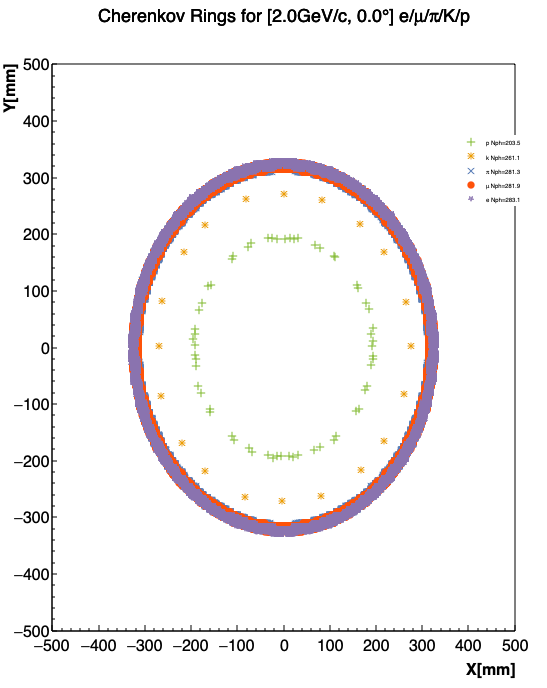 Cherenkov Rings for [2.0GeV/c, 0.0°] e/μ/π/K/p
Y[mm]
500
400
300
200
100
0
−100
−200
−300
−400
−500
p Nph=203.5
k Nph=261.1
π Nph=281.3
μ Nph=281.9
e Nph=283.1
−500 −400 −300 −200 −100 0 100 200 300 400 500
X[mm]